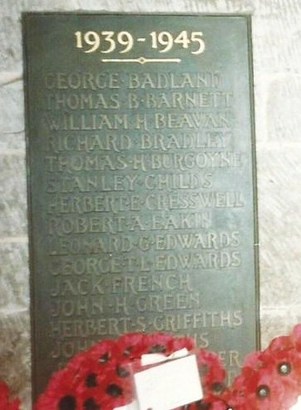 1939-1945
GEORGE BADLAND
THOMAS B. BARNETT
WILLIAM H. BEAVAN
RICHARD BRADLEY
THOMAS H. BURGOYNE
STANLEY CHILDS
HERBERT E. CRESSWELL
ROBERT A. EAKIN
LEONARD G. EDWARDS
GEORGE T. L. EDWARDS
JACK FRENCH
JOHN H. GREEN
HERBERT S. GRIFFITHS